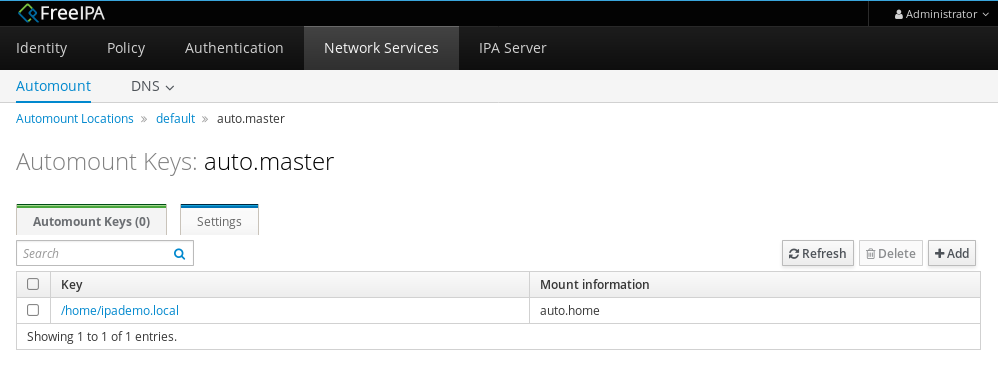 FreeIPA
Administrator
Identity Policy Authentication Network Services IPA Server
Automount DNS
Automount Locations » default » auto.master
Automount Keys: auto.master
Automount Keys (0) Settings
Search Refresh Delete Add
Key Mount information
/home/ipademo.local auto.home
Showing 1 to 1 of 1 entries.